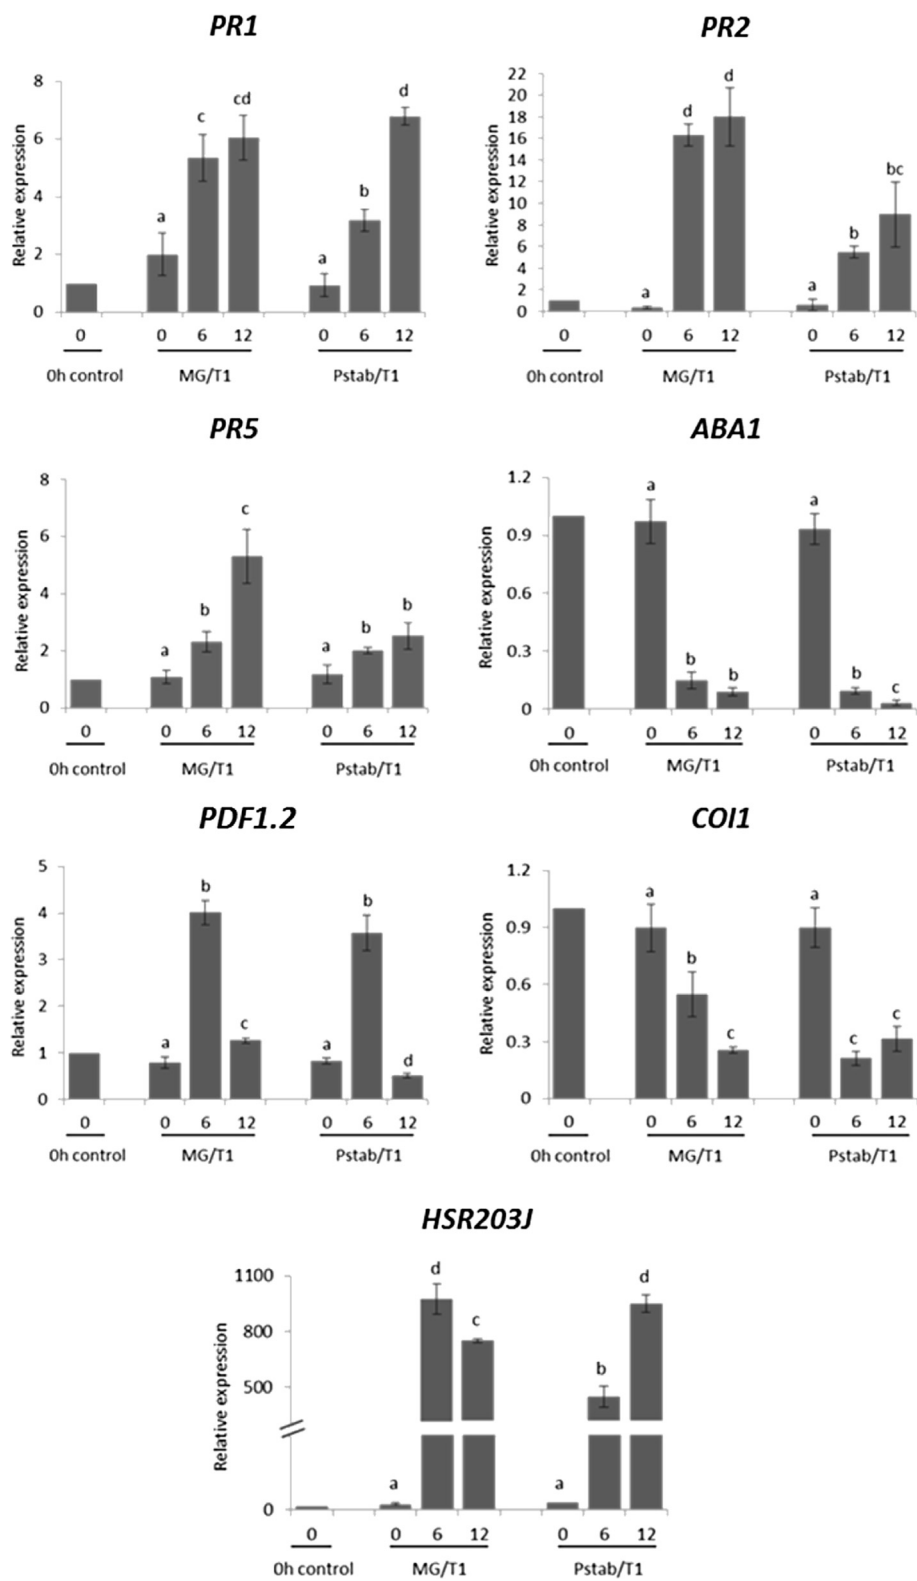 PR1
PR2
8
6
4
2
0
Relative expression
a
c
cd
a
b
d
0
0
6
12
0
6
12
0h control
MG/T1
Pstab/T1
22
20
18
16
14
12
10
8
6
4
2
0
Relative expression
a
d
d
a
b
bc
0
0
6
12
0
6
12
0h control
MG/T1
Pstab/T1
PR5
ABA1
8
6
4
2
0
Relative expression
a
b
c
a
b
b
0
0
6
12
0
6
12
0h control
MG/T1
Pstab/T1
1.2
0.9
0.6
0.3
0
Relative expression
a
b
b
a
b
c
0
0
6
12
0
6
12
0h control
MG/T1
Pstab/T1
PDF1.2
COI1
5
4
3
2
1
0
Relative expression
a
b
c
a
b
d
0
0
6
12
0
6
12
0h control
MG/T1
Pstab/T1
1.2
0.9
0.6
0.3
0
Relative expression
a
b
c
a
c
c
0
0
6
12
0
6
12
0h control
MG/T1
Pstab/T1
HSR203J
1100
800
500
0
Relative expression
a
d
c
a
b
d
0
0
6
12
0
6
12
0h control
MG/T1
Pstab/T1